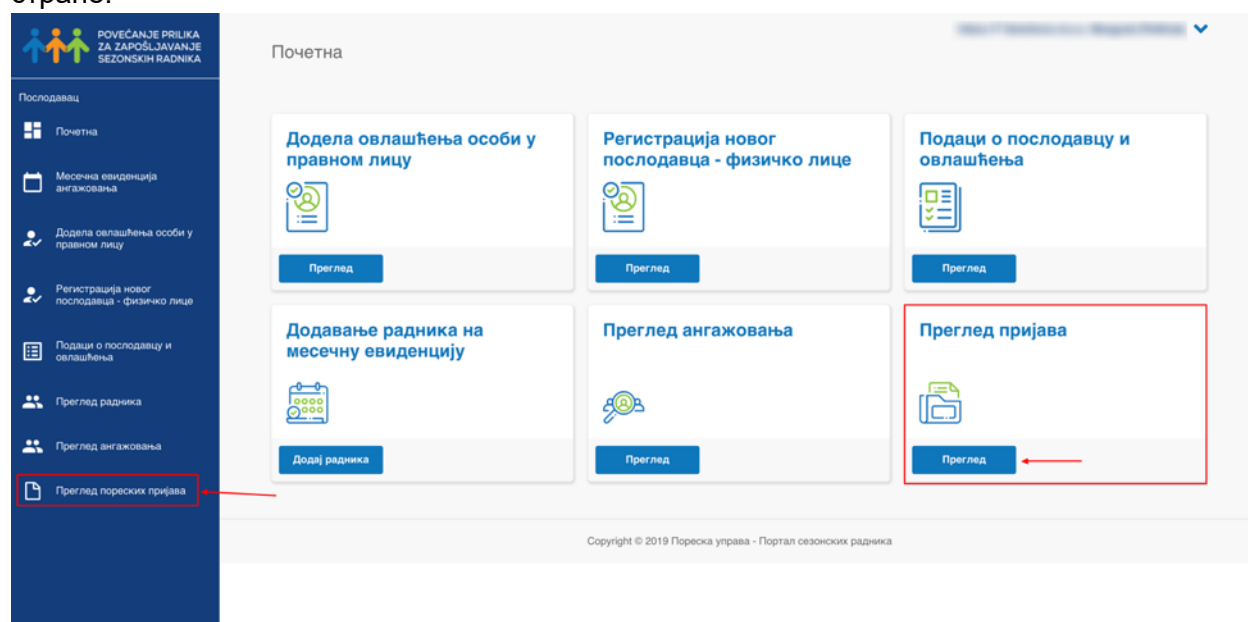 стране.
POVEĆANJE PRILIKA
ZA ZAPOŠLJAVANJE
SEZONSKIH RADNIKA
Послодавац
Почетна
Месечна евиденција
ангажовања
Додела овлашћења особи у
правном лицу
Регистрација новог
послодавца - физичко лице
Подаци о послодавцу и
овлашћења
Преглед радника
Преглед ангажовања
Преглед пореских пријава
Почетна
Додела овлашћења особи у
правном лицу
Преглед
Регистрација новог
послодавца - физичко лице
Преглед
Подаци о послодавцу и
овлашћења
Преглед
Додавање радника на
месечну евиденцију
Додај радника
Преглед ангажовања
Преглед
Преглед пријава
Преглед
Copyright © 2019 Пореска управа - Портал сезонских радника